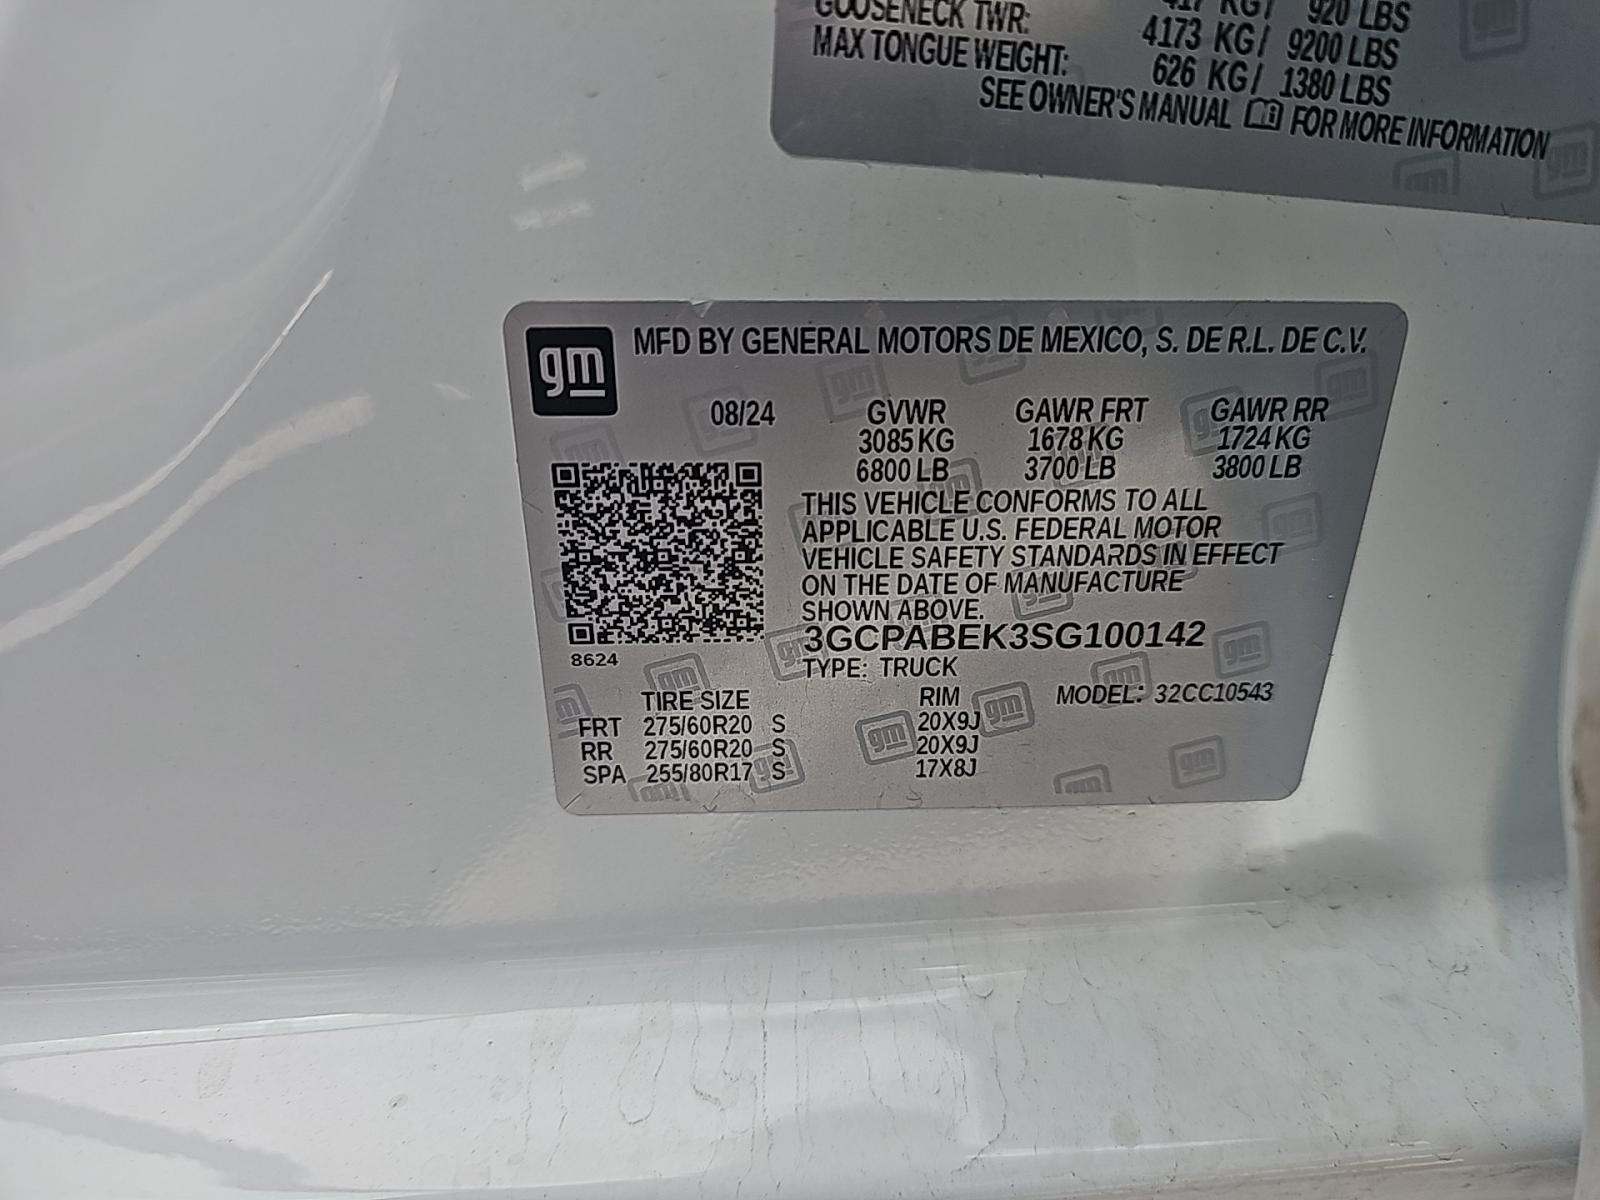 GOOSENECK TWR: 417 KG/ 920 LBS
MAX TONGUE WEIGHT: 4173 KG/ 9200 LBS
626 KG/ 1380 LBS
SEE OWNER'S MANUAL FOR MORE INFORMATION
gm MFD BY GENERAL MOTORS DE MEXICO, S. DE R.L. DE C.V.
08/24 GVWR GAWR FRT GAWR RR
3085 KG 1678 KG 1724 KG
6800 LB 3700 LB 3800 LB
THIS VEHICLE CONFORMS TO ALL
APPLICABLE U.S. FEDERAL MOTOR
VEHICLE SAFETY STANDARDS IN EFFECT
ON THE DATE OF MANUFACTURE
SHOWN ABOVE.
3GCPABEK3SG100142
8624
TYPE: TRUCK
TIRE SIZE RIM MODEL: 32CC10543
FRT 275/60R20 S 20X9J
RR 275/60R20 S 20X9J
SPA 255/80R17 S 17X8J